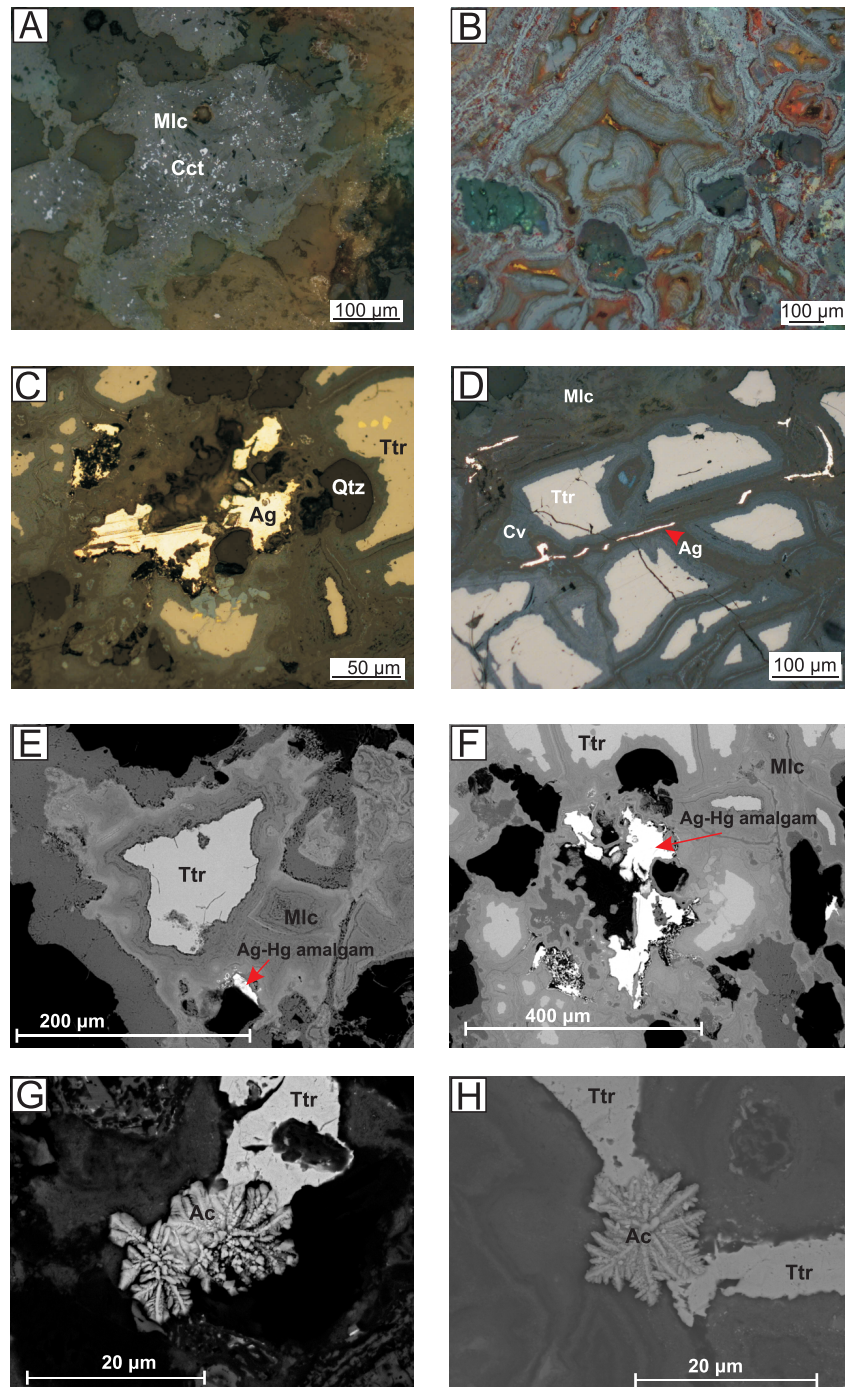 A
Mlc
Cct
100 µm
B
100 µm
C
Ttr
Qtz
Ag
50 µm
D
Mlc
Ttr
Cv
Ag
100 µm
E
Ttr
Mlc
Ag-Hg amalgam
200 µm
F
Ttr
Mlc
Ag-Hg amalgam
400 µm
G
Ttr
Ac
20 µm
H
Ttr
Ac
Ttr
20 µm